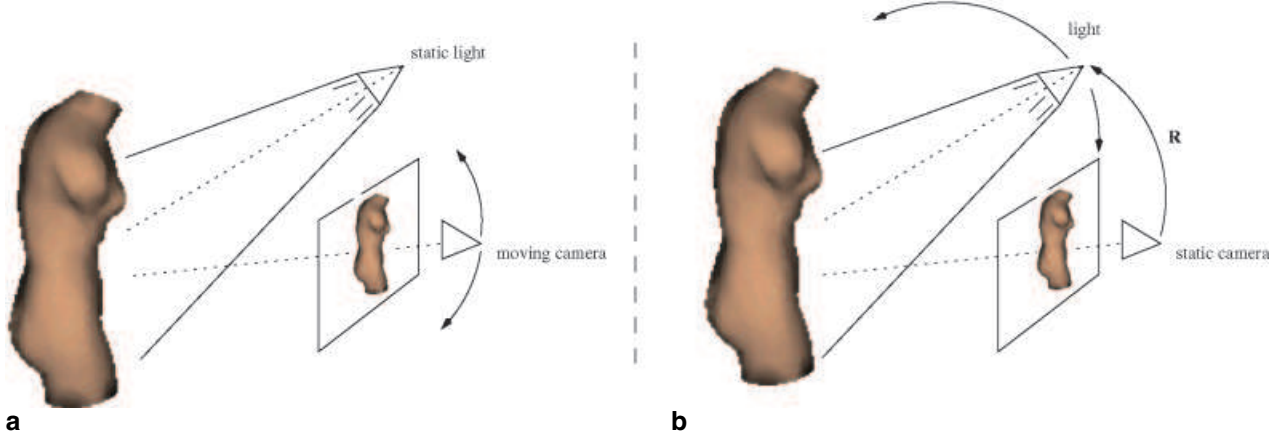 static light
moving camera
a
light
R
static camera
b